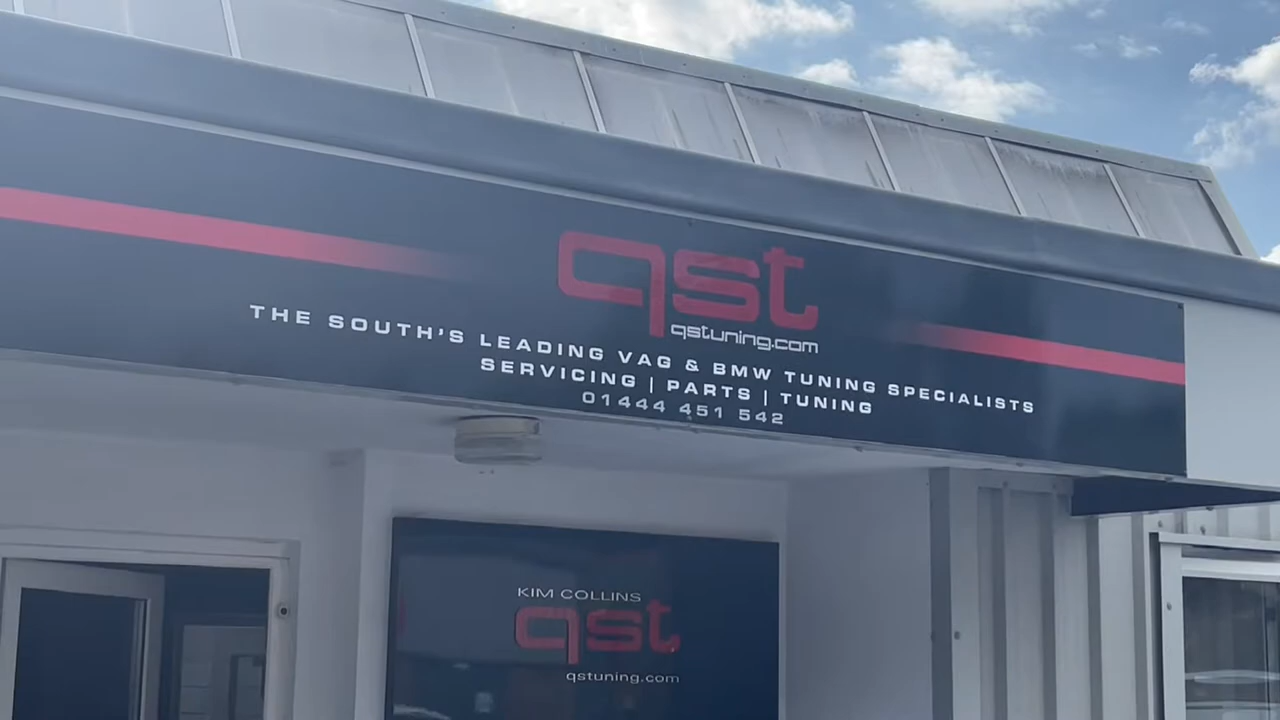 qst
qstuning.com
THE SOUTH'S LEADING VAG & BMW TUNING SPECIALISTS
SERVICING | PARTS | TUNING
01444 451 542
KIM COLLINS
qst
qstuning.com